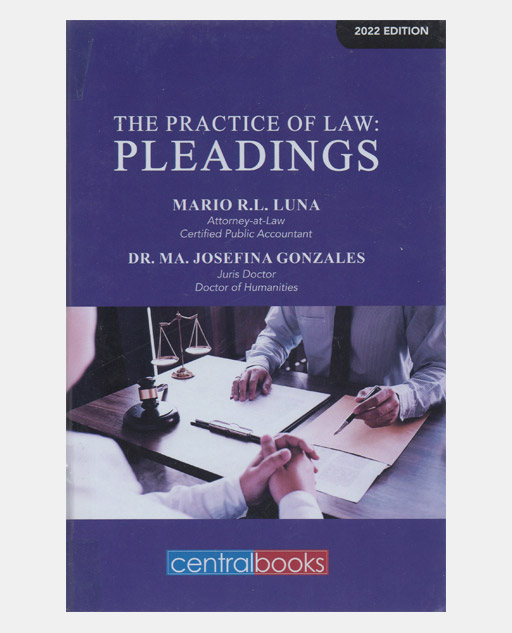 2022 EDITION
THE PRACTICE OF LAW:
PLEADINGS
MARIO R.L. LUNA
Attorney-at-Law
Certified Public Accountant
DR. MA. JOSEFINA GONZALES
Juris Doctor
Doctor of Humanities
centralbooks